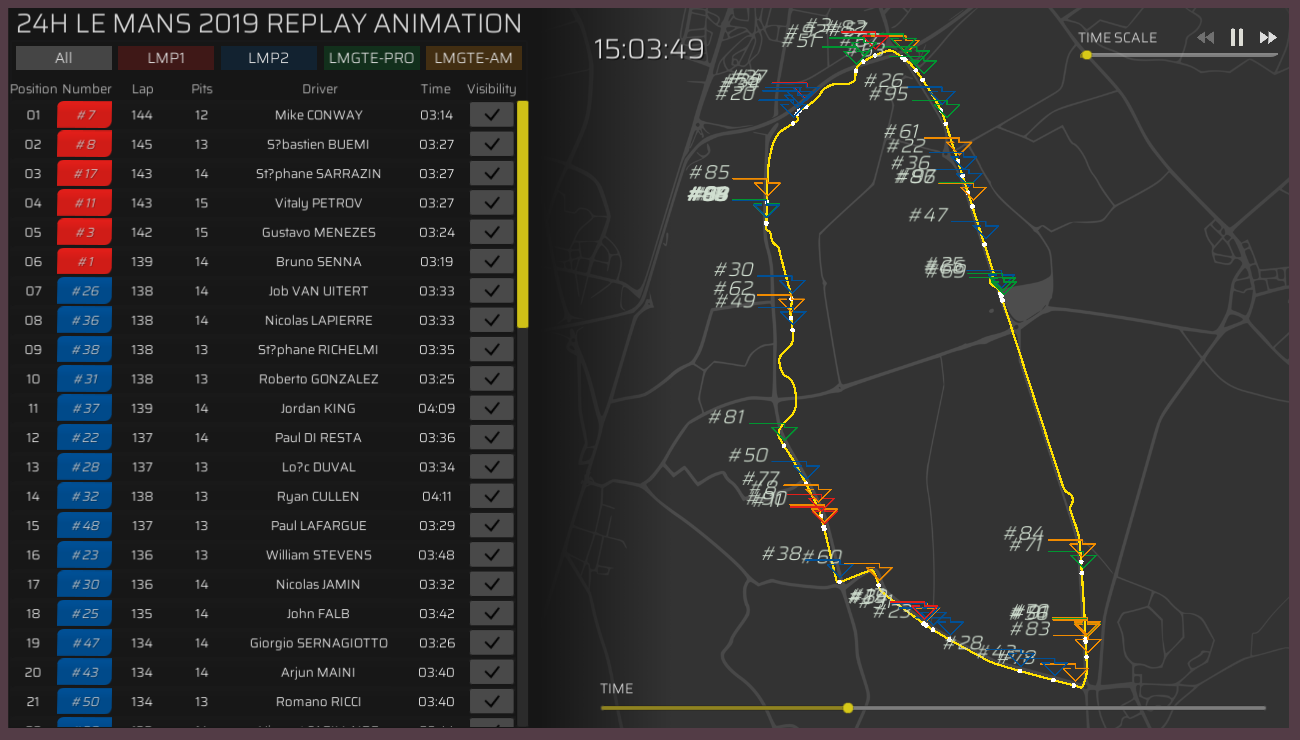 24H LE MANS 2019 REPLAY ANIMATION
All LMP1 LMP2 LMGTE-PRO LMGTE-AM
Position Number Lap Pits Driver Time Visibility
01 #7 144 12 Mike CONWAY 03:14
02 #8 145 13 S?bastien BUEMI 03:27
03 #17 143 14 St?phane SARRAZIN 03:27
04 #11 143 15 Vitaly PETROV 03:27
05 #3 142 15 Gustavo MENEZES 03:24
06 #1 139 14 Bruno SENNA 03:19
07 #26 138 14 Job VAN UITERT 03:33
08 #36 138 14 Nicolas LAPIERRE 03:33
09 #38 138 13 St?phane RICHELMI 03:35
10 #31 138 13 Roberto GONZALEZ 03:25
11 #37 139 14 Jordan KING 04:09
12 #22 137 14 Paul DI RESTA 03:36
13 #28 137 13 Lo?c DUVAL 03:34
14 #32 138 13 Ryan CULLEN 04:11
15 #48 137 13 Paul LAFARGUE 03:29
16 #23 136 13 William STEVENS 03:48
17 #30 136 14 Nicolas JAMIN 03:32
18 #25 135 14 John FALB 03:42
19 #47 134 14 Giorgio SERNAGIOTTO 03:26
20 #43 134 14 Arjun MAINI 03:40
21 #50 134 13 Romano RICCI 03:40
15:03:49
TIME SCALE
#26
#20
#95
#61
#22
#36
#85
#47
#30
#62
#49
#81
#50
#77
#84
#71
#38
#60
#23
#83
#28
#78
TIME